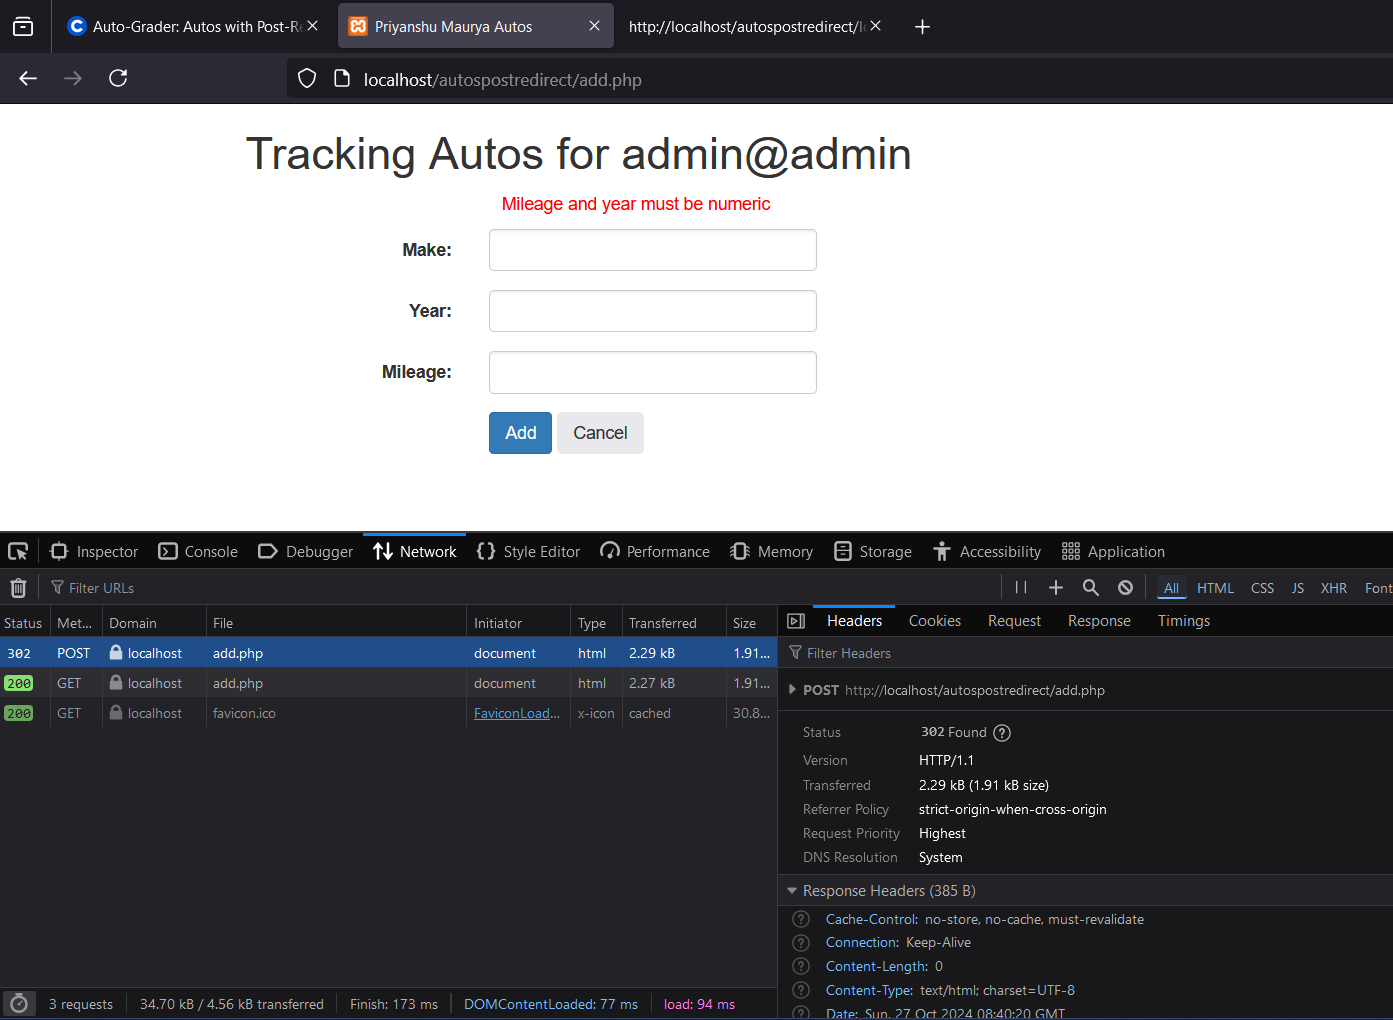 Auto-Grader: Autos with Post-Re
Priyanshu Maurya Autos
http://localhost/autospostredirect/
localhost/autospostredirect/add.php
Tracking Autos for admin@admin
Mileage and year must be numeric
Make:
Year:
Mileage:
Add Cancel
Inspector Console Debugger Network Style Editor Performance Memory Storage Accessibility Application
Filter URLs
All HTML CSS JS XHR Font
Status Met... Domain File Initiator Type Transferred Size
302 POST localhost add.php document html 2.29 kB 1.91...
200 GET localhost add.php document html 2.27 kB 1.91...
200 GET localhost favicon.ico FaviconLoad... x-icon cached 30.8...
3 requests 34.70 kB / 4.56 kB transferred Finish: 173 ms DOMContentLoaded: 77 ms load: 94 ms
Headers Cookies Request Response Timings
Filter Headers
POST http://localhost/autospostredirect/add.php
Status 302 Found
Version HTTP/1.1
Transferred 2.29 kB (1.91 kB size)
Referrer Policy strict-origin-when-cross-origin
Request Priority Highest
DNS Resolution System
Response Headers (385 B)
Cache-Control: no-store, no-cache, must-revalidate
Connection: Keep-Alive
Content-Length: 0
Content-Type: text/html; charset=UTF-8
Date: Sun, 27 Oct 2024 08:40:20 GMT